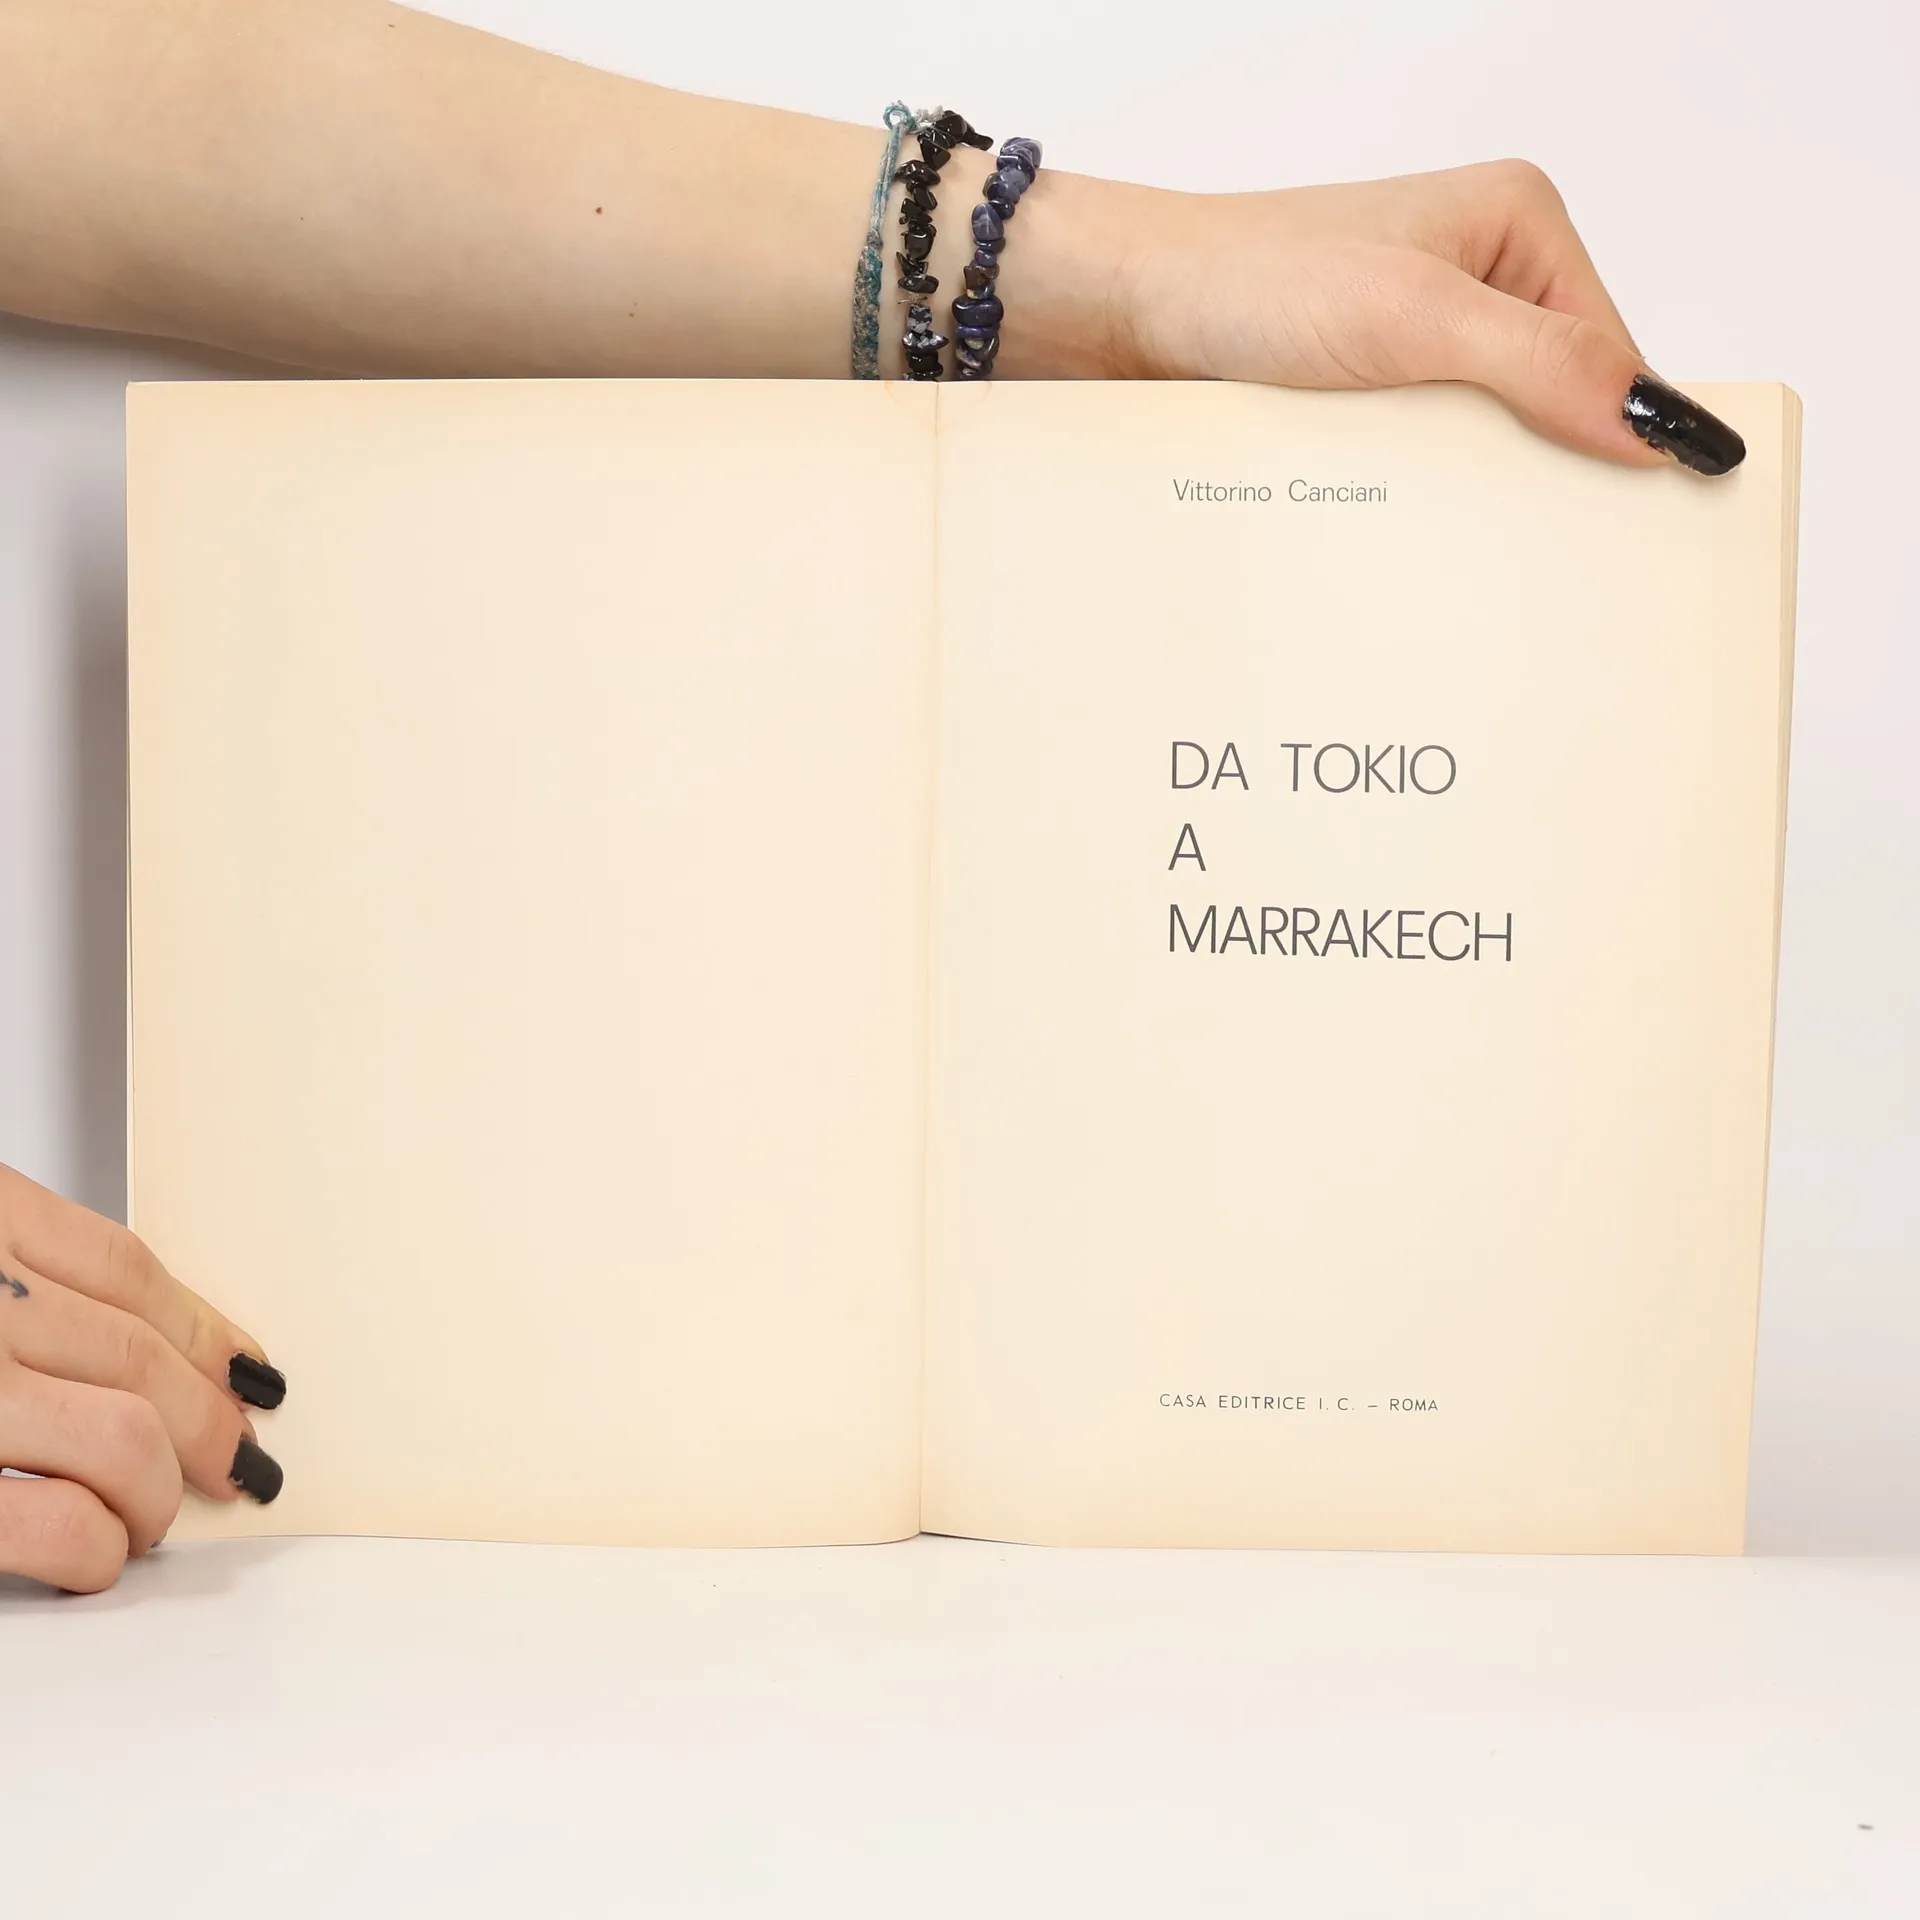 Vittorino Canciani
DA TOKIO
A
MARRAKECH
CASA EDITRICE I. C. – ROMA